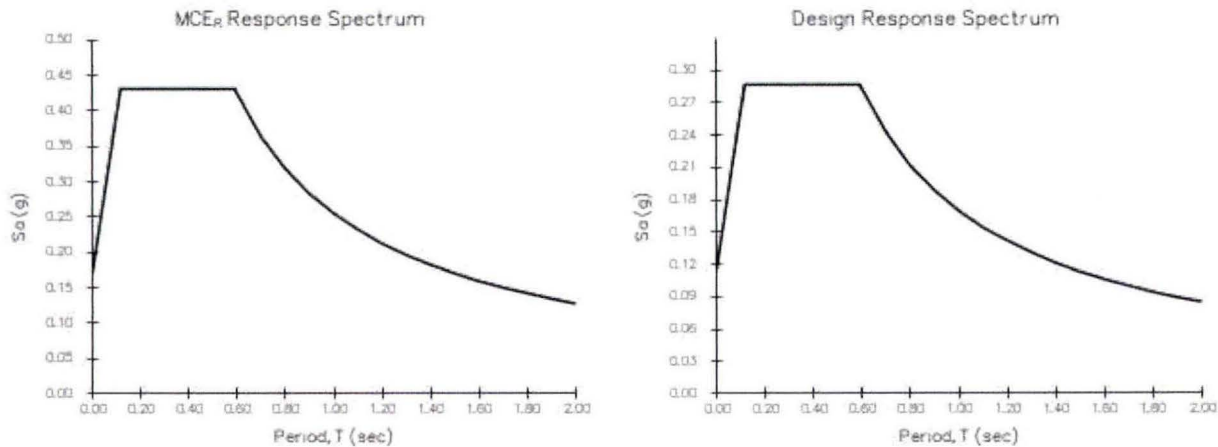 MCER Response Spectrum
0.50
0.45
0.40
0.35
0.30
0.25
0.20
0.15
0.10
0.05
0.00
Sa (g)
0.00 0.20 0.40 0.60 0.80 1.00 1.20 1.40 1.60 1.80 2.00
Period, T (sec)
Design Response Spectrum
0.30
0.27
0.24
0.21
0.18
0.15
0.12
0.09
0.06
0.03
0.00
Sa (g)
0.00 0.20 0.40 0.60 0.80 1.00 1.20 1.40 1.60 1.80 2.00
Period, T (sec)